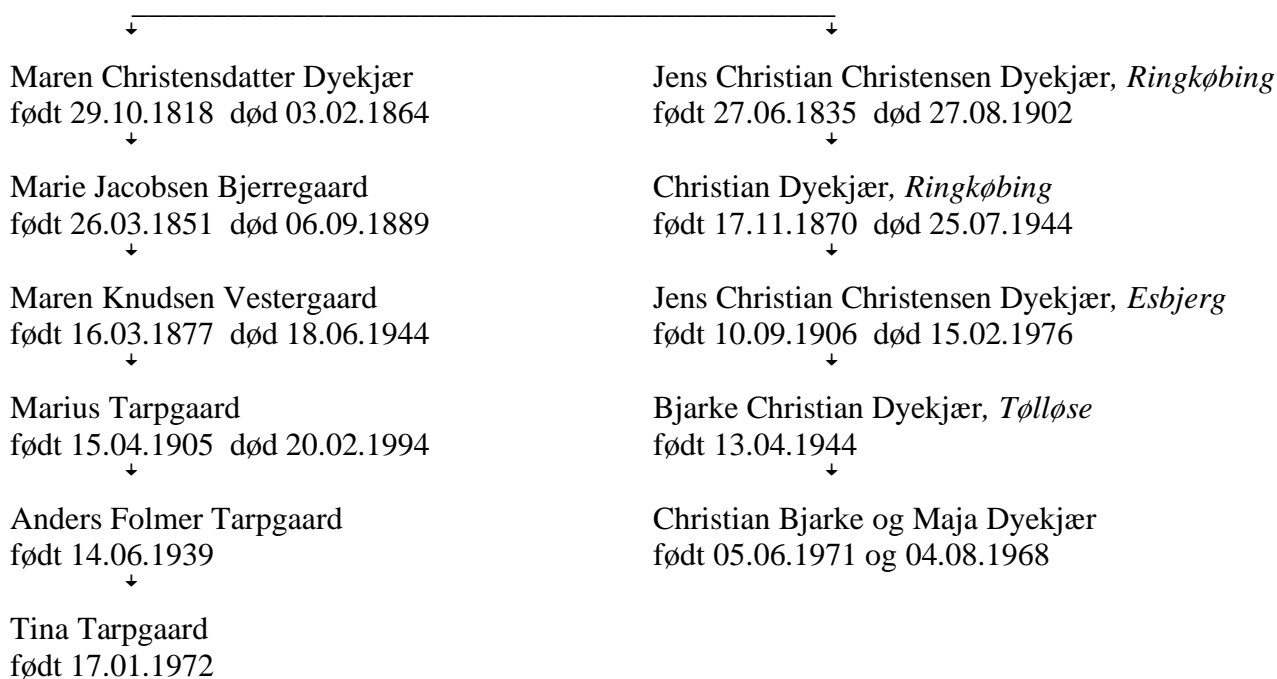 Maren Christensdatter Dyekjær
født 29.10.1818 død 03.02.1864
Jens Christian Christensen Dyekjær, Ringkøbing
født 27.06.1835 død 27.08.1902
Marie Jacobsen Bjerregaard
født 26.03.1851 død 06.09.1889
Christian Dyekjær, Ringkøbing
født 17.11.1870 død 25.07.1944
Maren Knudsen Vestergaard
født 16.03.1877 død 18.06.1944
Jens Christian Christensen Dyekjær, Esbjerg
født 10.09.1906 død 15.02.1976
Marius Tarpgaard
født 15.04.1905 død 20.02.1994
Bjarke Christian Dyekjær, Tølløse
født 13.04.1944
Anders Folmer Tarpgaard
født 14.06.1939
Christian Bjarke og Maja Dyekjær
født 05.06.1971 og 04.08.1968
Tina Tarpgaard
født 17.01.1972